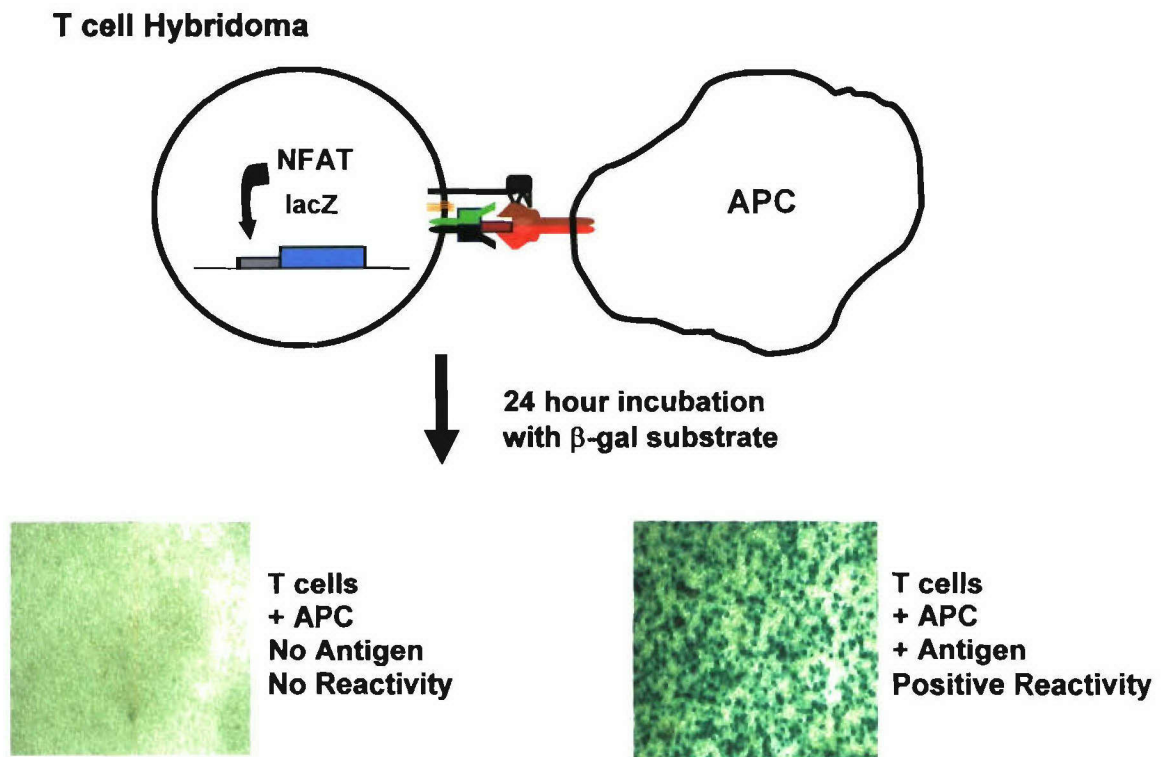 T cell Hybridoma
NFAT
lacZ
APC
24 hour incubation
with β-gal substrate
T cells
+ APC
No Antigen
No Reactivity
T cells
+ APC
+ Antigen
Positive Reactivity